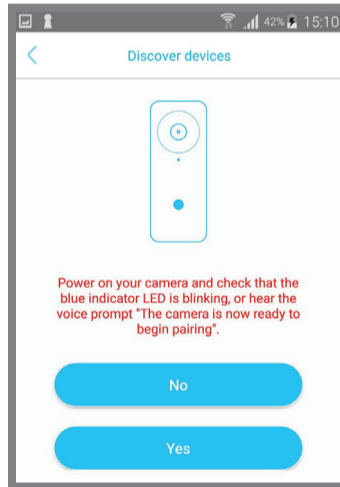 42% 15:10
Discover devices
Power on your camera and check that the
blue indicator LED is blinking, or hear the
voice prompt "The camera is now ready to
begin pairing".
No
Yes